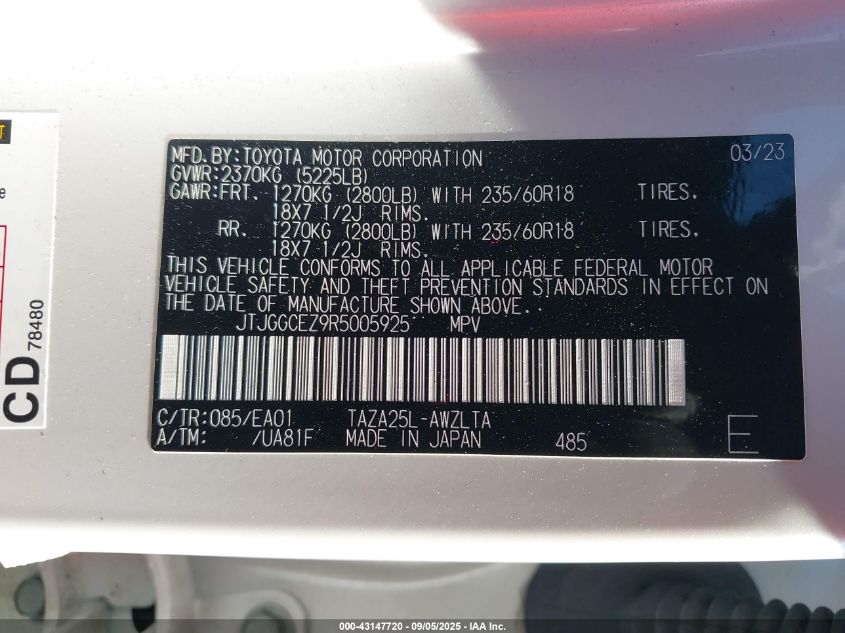 MFD.BY:TOYOTA MOTOR CORPORATION 03/23
GVWR:2370KG (5225LB)
GAWR:FRT. 1270KG (2800LB) WITH 235/60R18 TIRES.
18X7 1/2J RIMS.
RR. 1270KG (2800LB) WITH 235/60R18 TIRES.
18X7 1/2J RIMS.
THIS VEHICLE CONFORMS TO ALL APPLICABLE FEDERAL MOTOR
VEHICLE SAFETY AND THEFT PREVENTION STANDARDS IN EFFECT ON
THE DATE OF MANUFACTURE SHOWN ABOVE.
JTJGGCEZ9R5005925 MPV
C/TR:085/EA01 TAZA25L-AWZLTA
A/TM: /UA81F MADE IN JAPAN 485 E
CD 78480
000-43147720 - 09/05/2025 - IAA Inc.